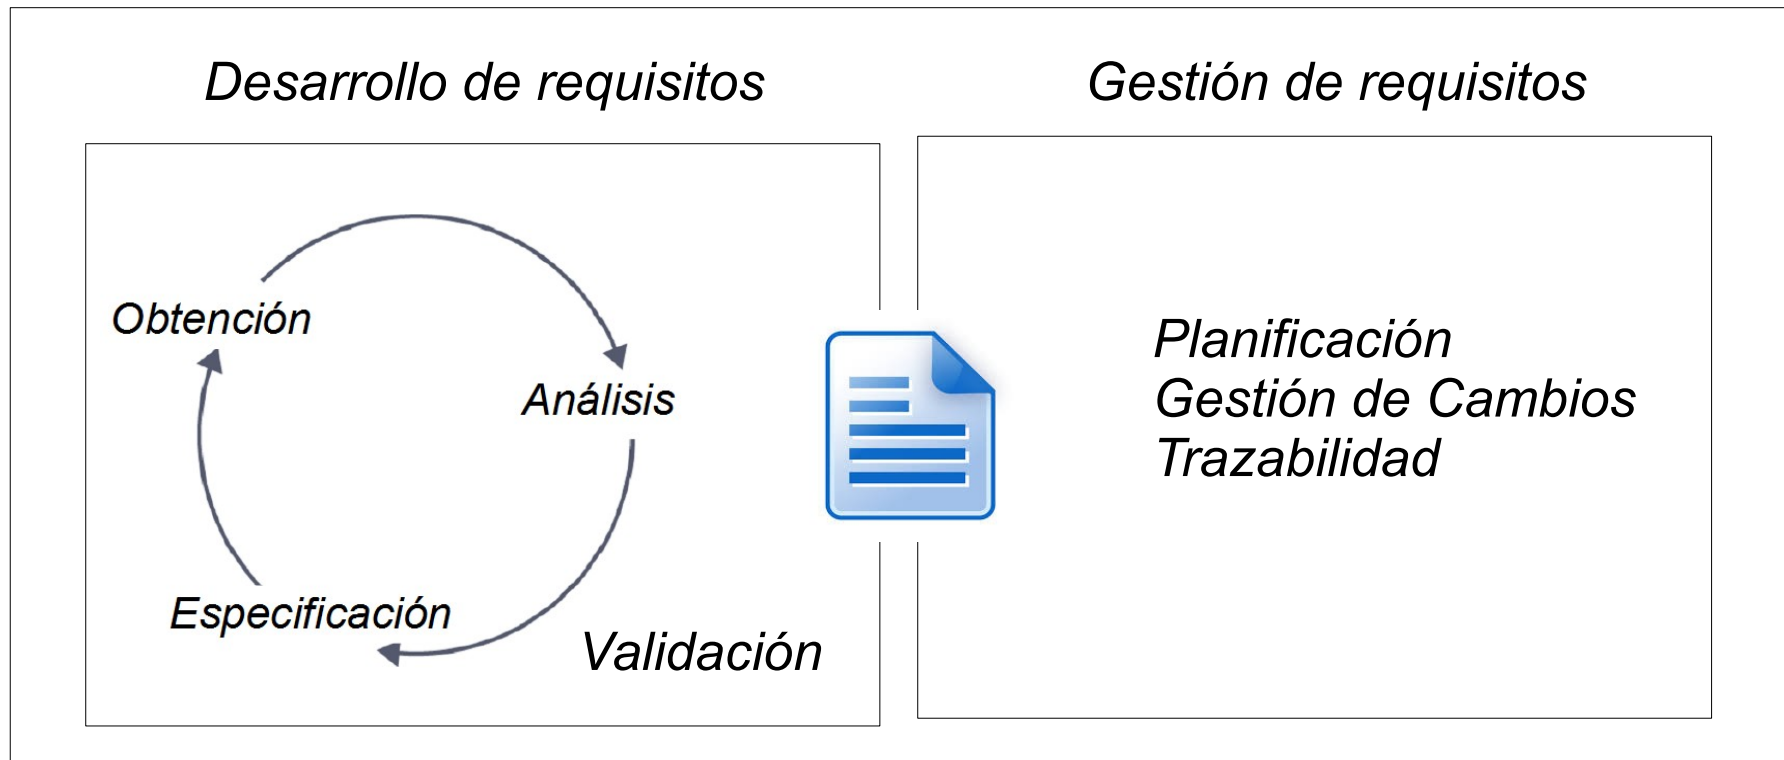 Desarrollo de requisitos
Gestión de requisitos
Obtención
Análisis
Especificación
Validación
Planificación
Gestión de Cambios
Trazabilidad